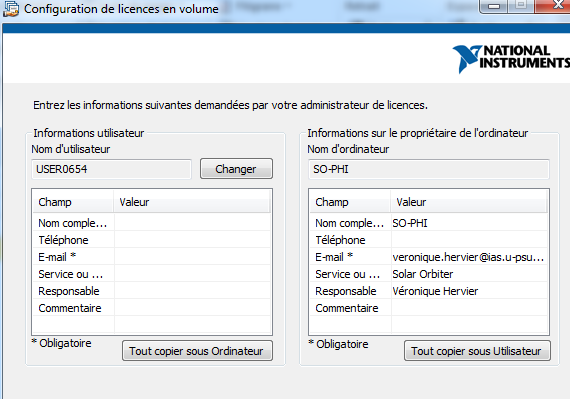 Configuration de licences en volume
NATIONAL
INSTRUMENTS
Entrez les informations suivantes demandées par votre administrateur de licences.
Informations utilisateur
Nom d'utilisateur
USER0654
Changer
Champ Valeur
Nom comple...
Téléphone
E-mail *
Service ou ...
Responsable
Commentaire
* Obligatoire
Tout copier sous Ordinateur
Informations sur le propriétaire de l'ordinateur
Nom d'ordinateur
SO-PHI
Champ Valeur
Nom comple... SO-PHI
Téléphone
E-mail * veronique.hervier@ias.u-psu...
Service ou ... Solar Orbiter
Responsable Véronique Hervier
Commentaire
* Obligatoire
Tout copier sous Utilisateur